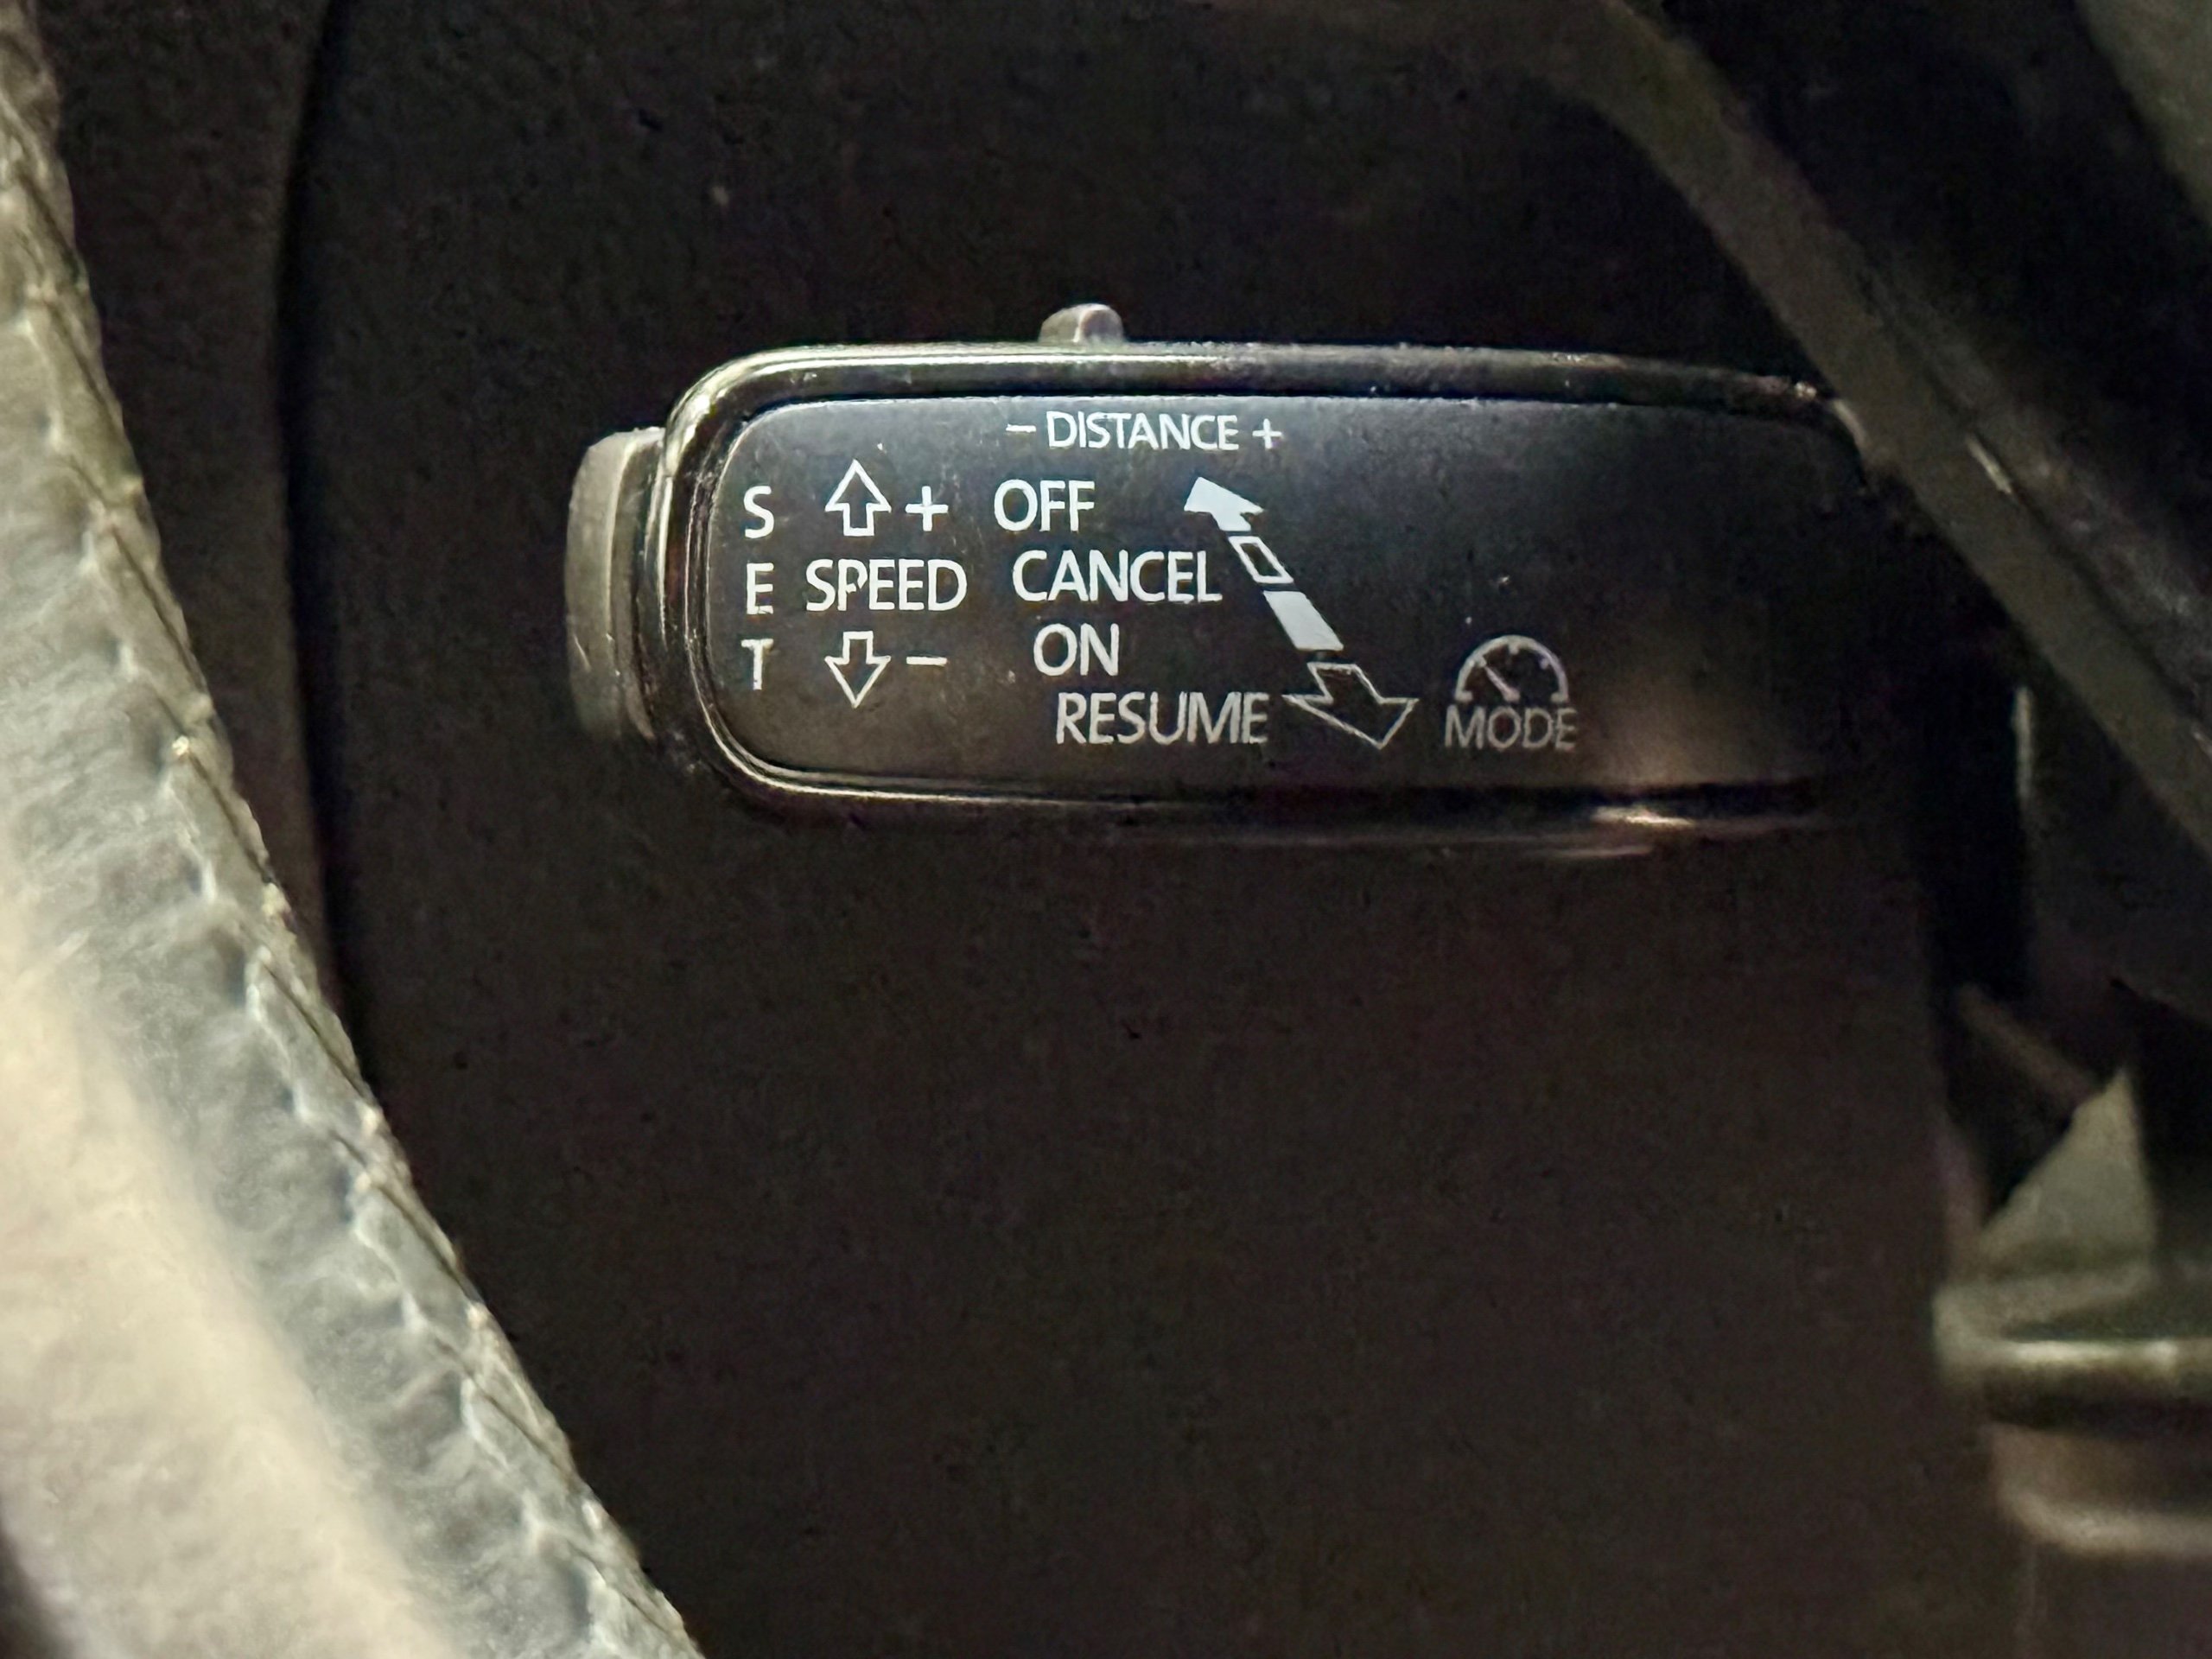 - DISTANCE +
S + OFF
E SPEED CANCEL
T - ON
RESUME MODE